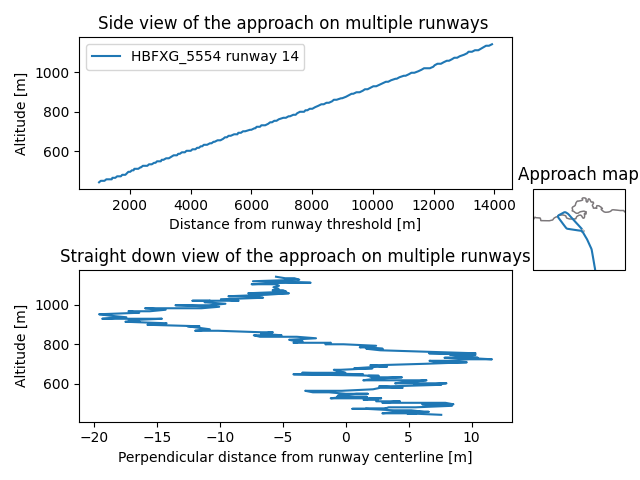 Side view of the approach on multiple runways
Altitude [m]
1000
800
600
HBFXG_5554 runway 14
2000 4000 6000 8000 10000 12000 14000
Distance from runway threshold [m]
Approach map
Straight down view of the approach on multiple runways
Altitude [m]
1000
800
600
−20 −15 −10 −5 0 5 10
Perpendicular distance from runway centerline [m]